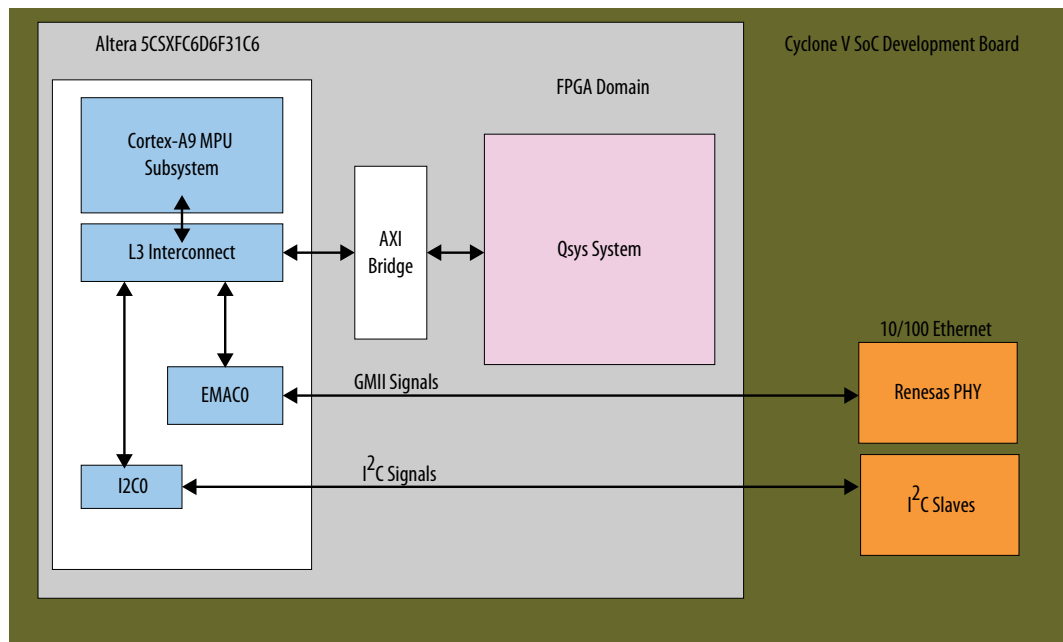 Altera 5CSXFC6D6F31C6
Cyclone V SoC Development Board
FPGA Domain
Cortex-A9 MPU
Subsystem
L3 Interconnect
AXI
Bridge
Qsys System
10/100 Ethernet
EMAC0
GMII Signals
Renesas PHY
I2C0
I²C Signals
I²C Slaves